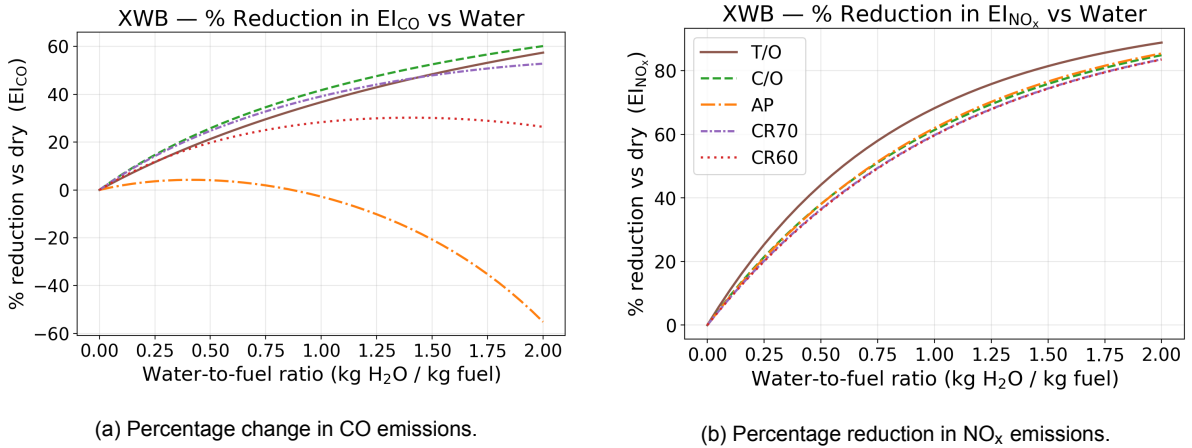 XWB — % Reduction in EI_CO vs Water
% reduction vs dry (EI_CO)
60
40
20
0
−20
−40
−60
0.00 0.25 0.50 0.75 1.00 1.25 1.50 1.75 2.00
Water-to-fuel ratio (kg H₂O / kg fuel)
(a) Percentage change in CO emissions.
XWB — % Reduction in EI_NOₓ vs Water
% reduction vs dry (EI_NOₓ)
80
60
40
20
0
T/O
C/O
AP
CR70
CR60
0.00 0.25 0.50 0.75 1.00 1.25 1.50 1.75 2.00
Water-to-fuel ratio (kg H₂O / kg fuel)
(b) Percentage reduction in NOₓ emissions.